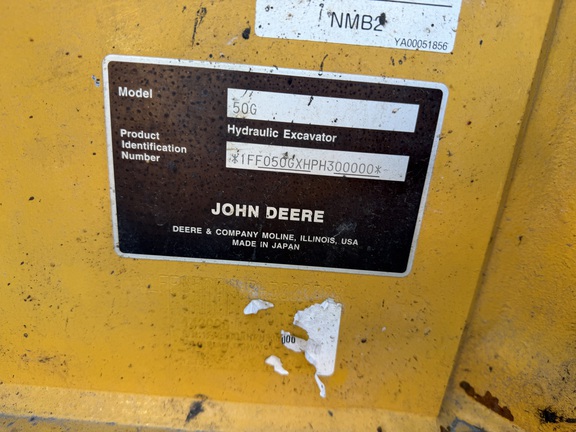 NMB2
YA00051856
Model
50G
Hydraulic Excavator
Product
Identification
Number
*1FF050GXHPH300000*
JOHN DEERE
DEERE & COMPANY MOLINE, ILLINOIS, USA
MADE IN JAPAN
000